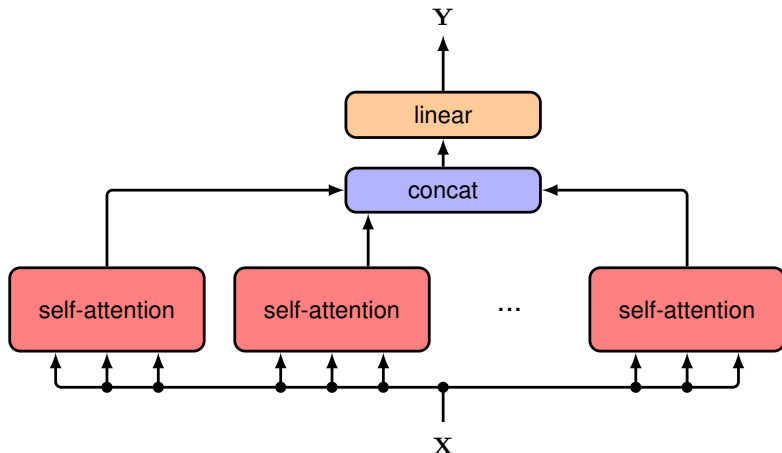 Y
linear
concat
self-attention
self-attention
...
self-attention
X